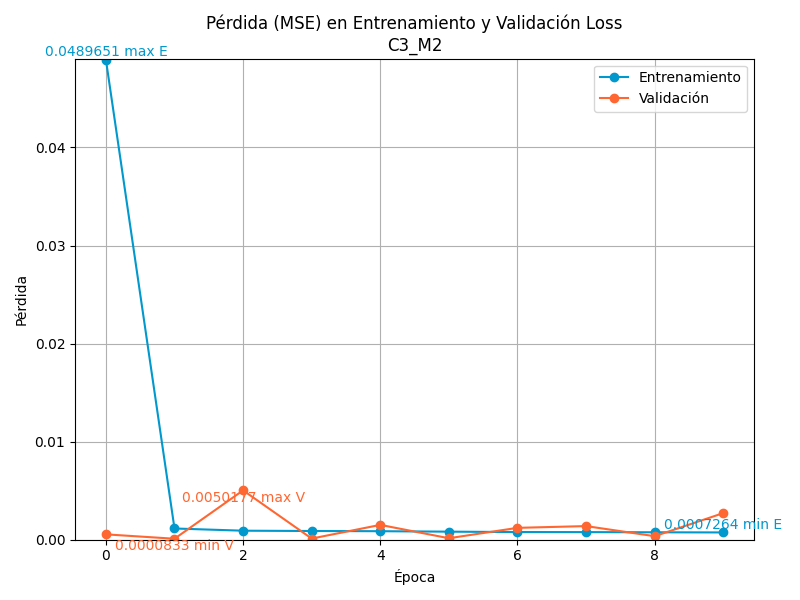 Pérdida (MSE) en Entrenamiento y Validación Loss
C3_M2
0.0489651 max E
Entrenamiento
Validación
0.04
0.03
0.02
0.01
0.00
Pérdida
0.0050177 max V
0.0007264 min E
0.0000833 min V
0
2
4
6
8
Época